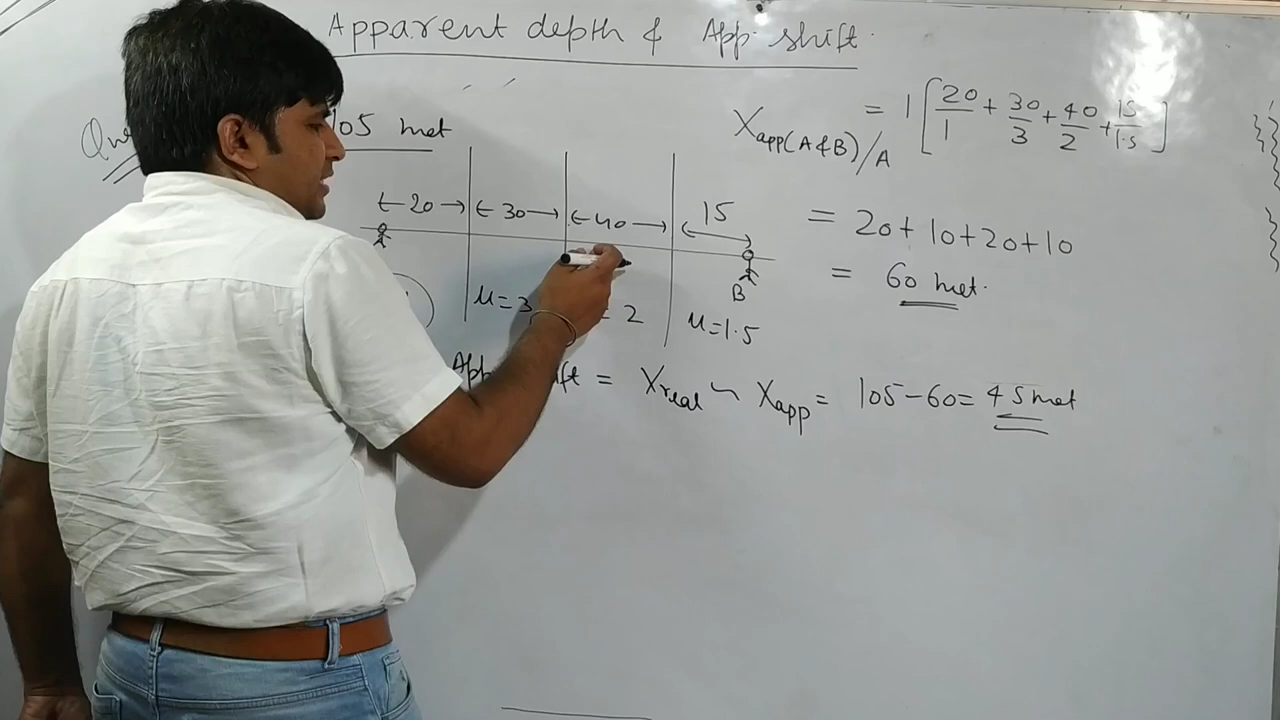 Apparent depth & App. shift.
105 met
X app(A&B)/A = 1 [20/1 + 30/3 + 40/2 + 15/1.5]
= 20 + 10 + 20 + 10
= 60 met.
20 30 40 15
B
μ = 3 = 2 μ = 1.5
= X real ~ X app = 105 - 60 = 45 met